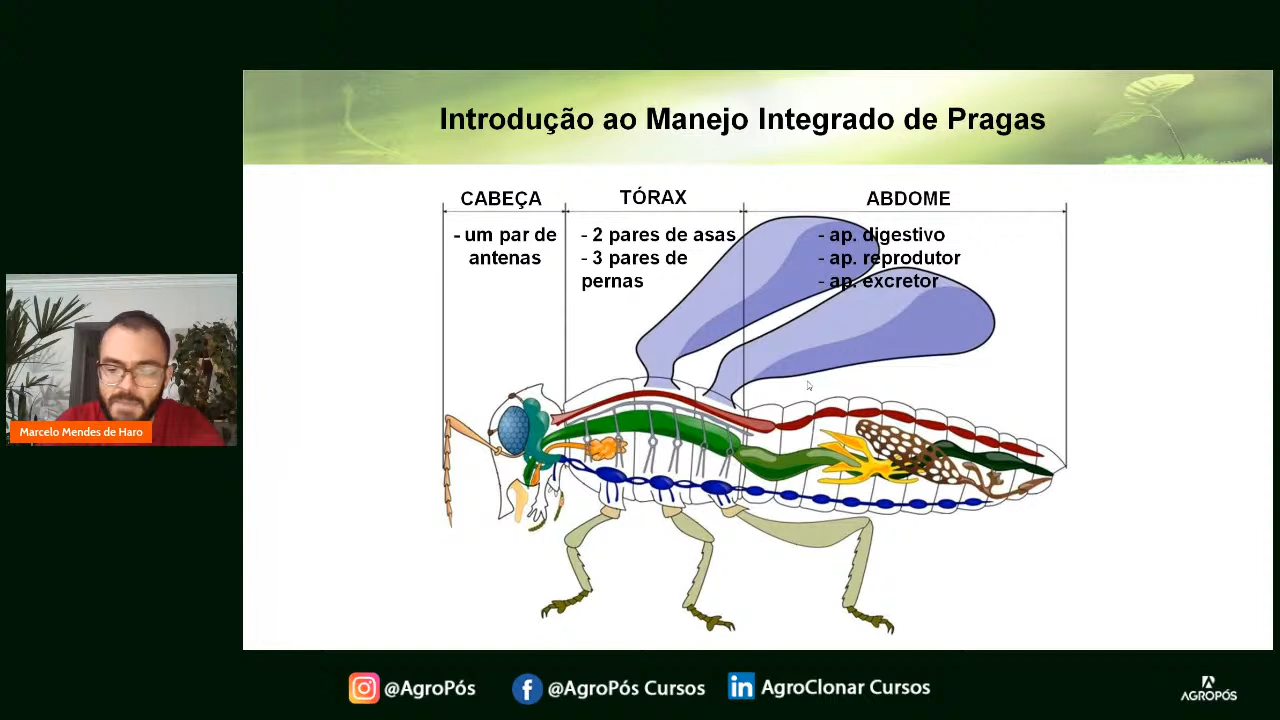 Introdução ao Manejo Integrado de Pragas
CABEÇA
- um par de
antenas
TÓRAX
- 2 pares de asas
- 3 pares de
pernas
ABDOME
- ap. digestivo
- ap. reprodutor
- ap. excretor
Marcelo Mendes de Haro
@AgroPós
@AgroPós Cursos
AgroClonar Cursos
AGROPÓS